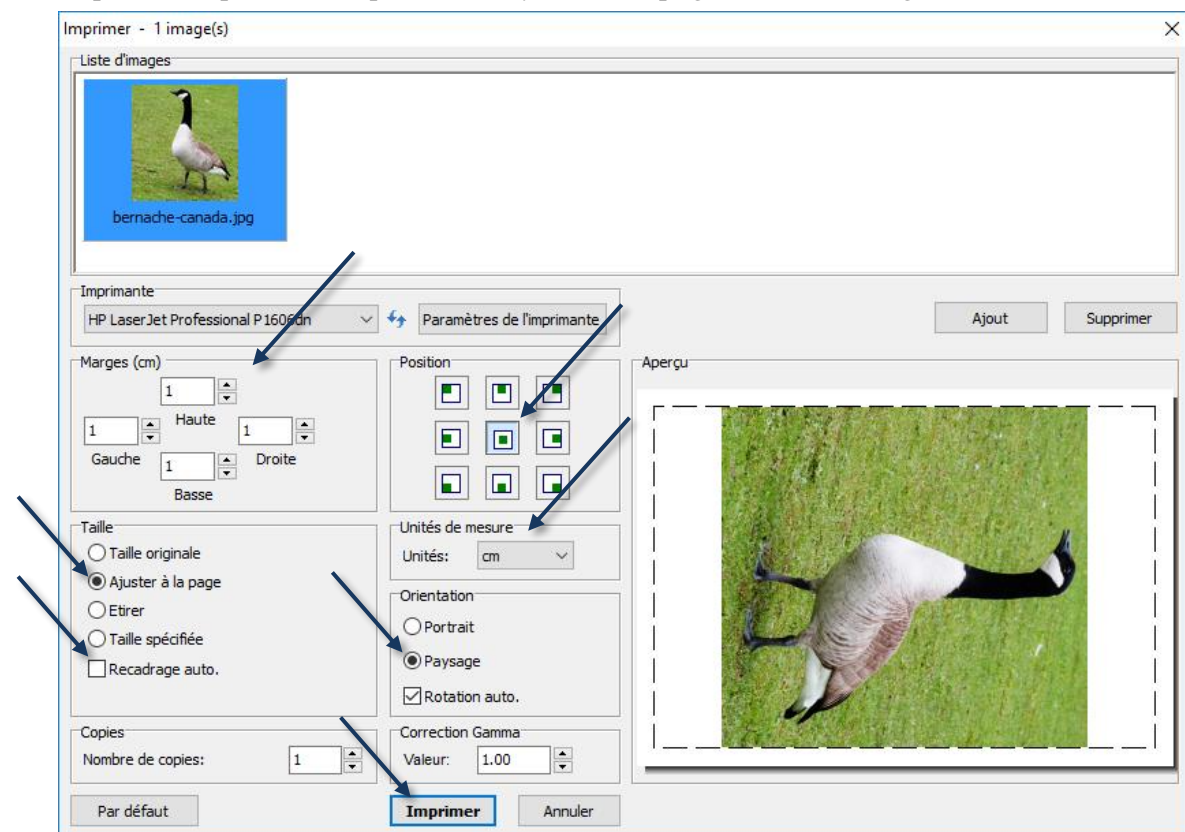 Imprimer - 1 image(s)
Liste d'images
bernache-canada.jpg
Imprimante
HP LaserJet Professional P1606dn
Paramètres de l'imprimante
Ajout
Supprimer
Marges (cm)
1
Haute
1
1
Gauche
Droite
1
Basse
Position
Aperçu
Taille
Taille originale
Ajuster à la page
Etirer
Taille spécifiée
Recadrage auto.
Unités de mesure
Unités: cm
Orientation
Portrait
Paysage
Rotation auto.
Copies
Nombre de copies: 1
Correction Gamma
Valeur: 1.00
Par défaut
Imprimer
Annuler